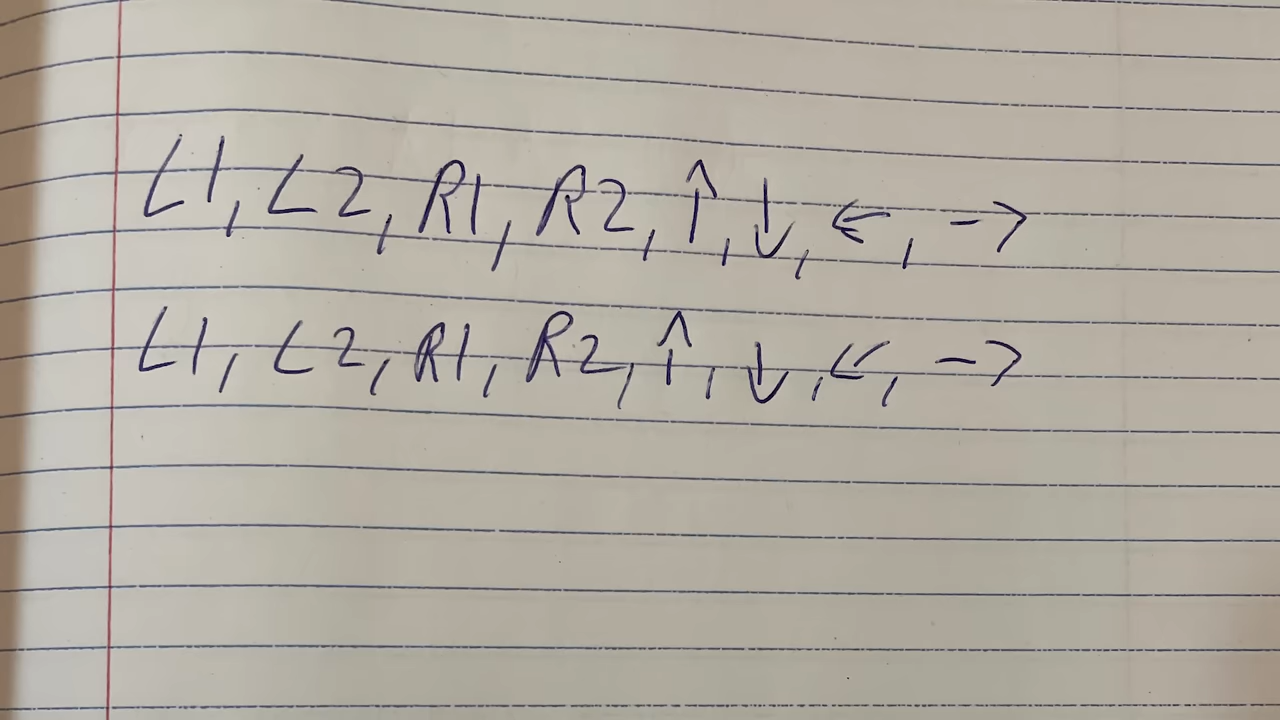 L1, L2, R1, R2, ↑, ↓, ←, →
L1, L2, R1, R2, ↑, ↓, ←, →